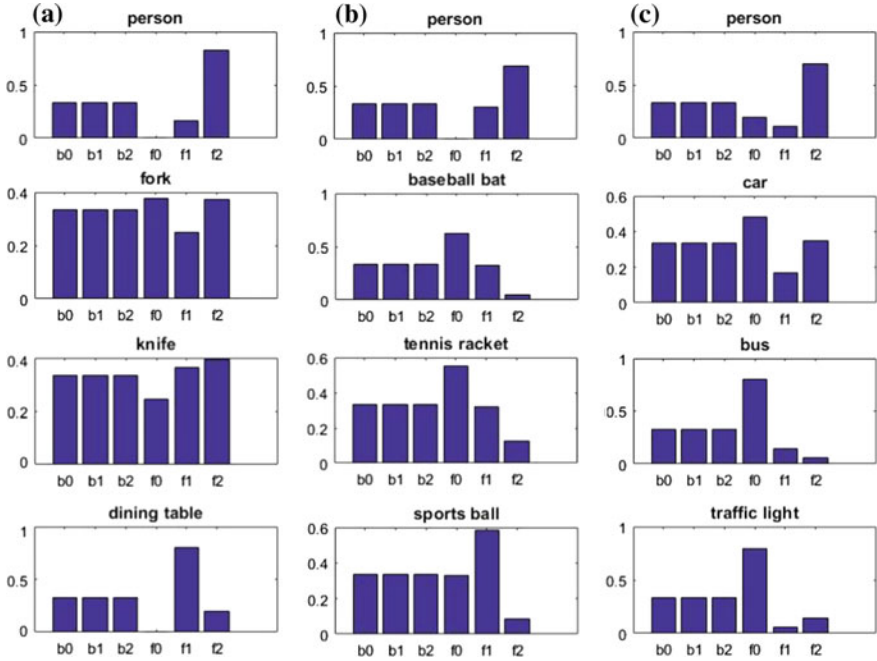 (a) person
1
0.5
0
b0 b1 b2 f0 f1 f2
fork
0.4
0.2
0
b0 b1 b2 f0 f1 f2
knife
0.4
0.2
0
b0 b1 b2 f0 f1 f2
dining table
1
0.5
0
b0 b1 b2 f0 f1 f2
(b) person
1
0.5
0
b0 b1 b2 f0 f1 f2
baseball bat
1
0.5
0
b0 b1 b2 f0 f1 f2
tennis racket
0.6
0.4
0.2
0
b0 b1 b2 f0 f1 f2
sports ball
0.6
0.4
0.2
0
b0 b1 b2 f0 f1 f2
(c) person
1
0.5
0
b0 b1 b2 f0 f1 f2
car
0.6
0.4
0.2
0
b0 b1 b2 f0 f1 f2
bus
1
0.5
0
b0 b1 b2 f0 f1 f2
traffic light
1
0.5
0
b0 b1 b2 f0 f1 f2